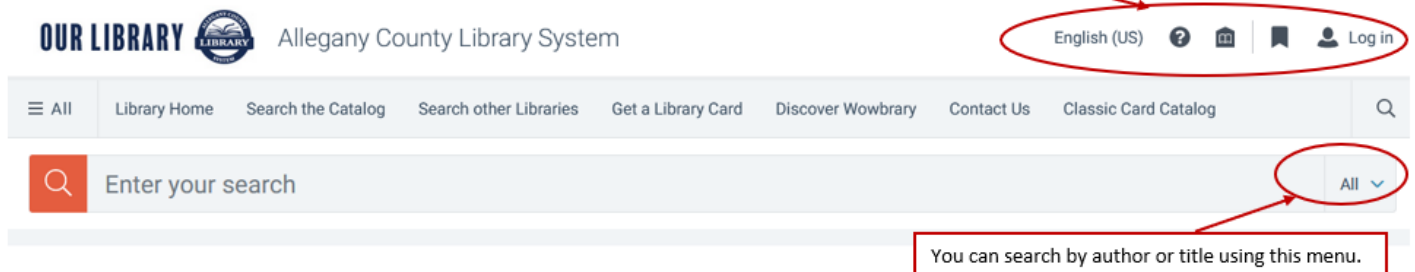 OUR LIBRARY ALLEGANY COUNTY LIBRARY SYSTEM Allegany County Library System English (US) ? Log in
All Library Home Search the Catalog Search other Libraries Get a Library Card Discover Wowbrary Contact Us Classic Card Catalog
Enter your search All
You can search by author or title using this menu.